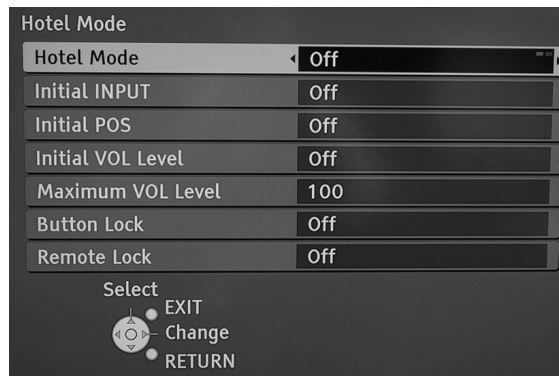 Hotel Mode
Hotel Mode Off
Initial INPUT Off
Initial POS Off
Initial VOL Level Off
Maximum VOL Level 100
Button Lock Off
Remote Lock Off
Select
EXIT
Change
RETURN